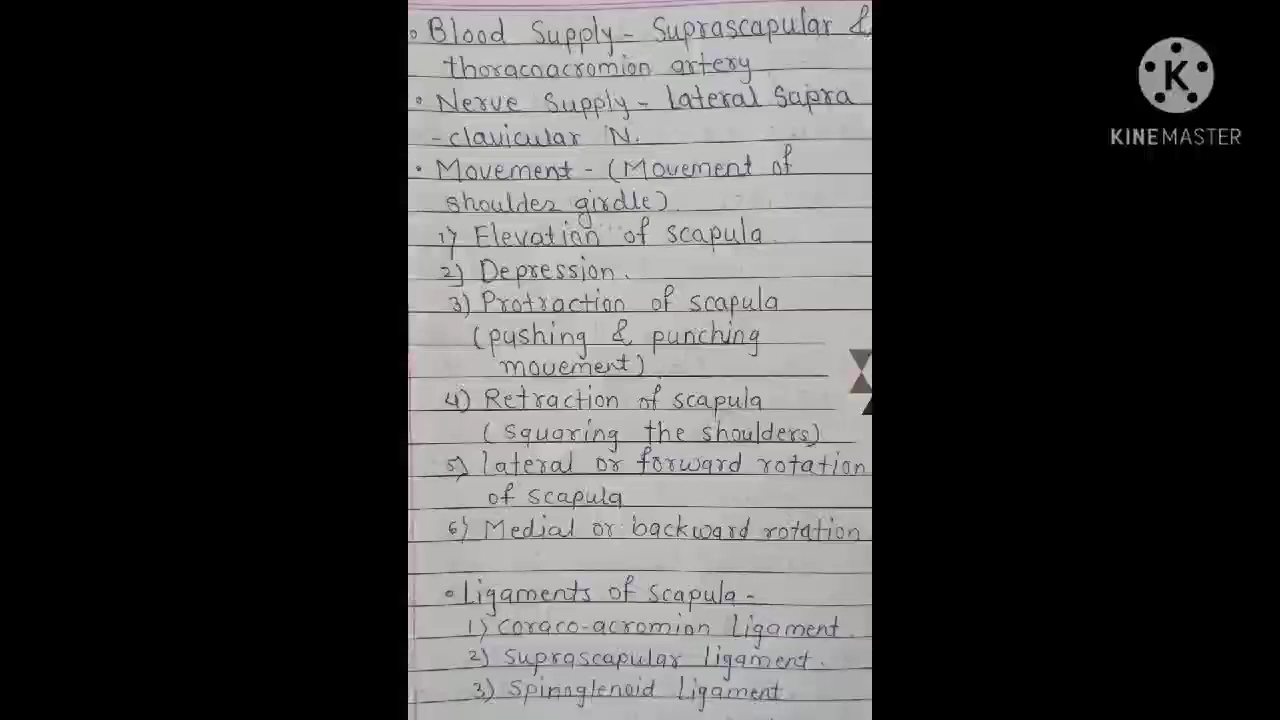 • Blood Supply - Suprascapular &
thoracoacromion artery
• Nerve Supply - Lateral Supra
-clavicular N.
• Movement - (Movement of
shoulder girdle)
1) Elevation of scapula
2) Depression.
3) Protraction of scapula
(pushing & punching
movement)
4) Retraction of scapula
(squaring the shoulders)
5) lateral or forward rotation
of scapula
6) Medial or backward rotation
• Ligaments of scapula -
1) coraco-acromion Ligament
2) suprascapular ligament.
3) spinoglenoid Ligament
K
KINEMASTER